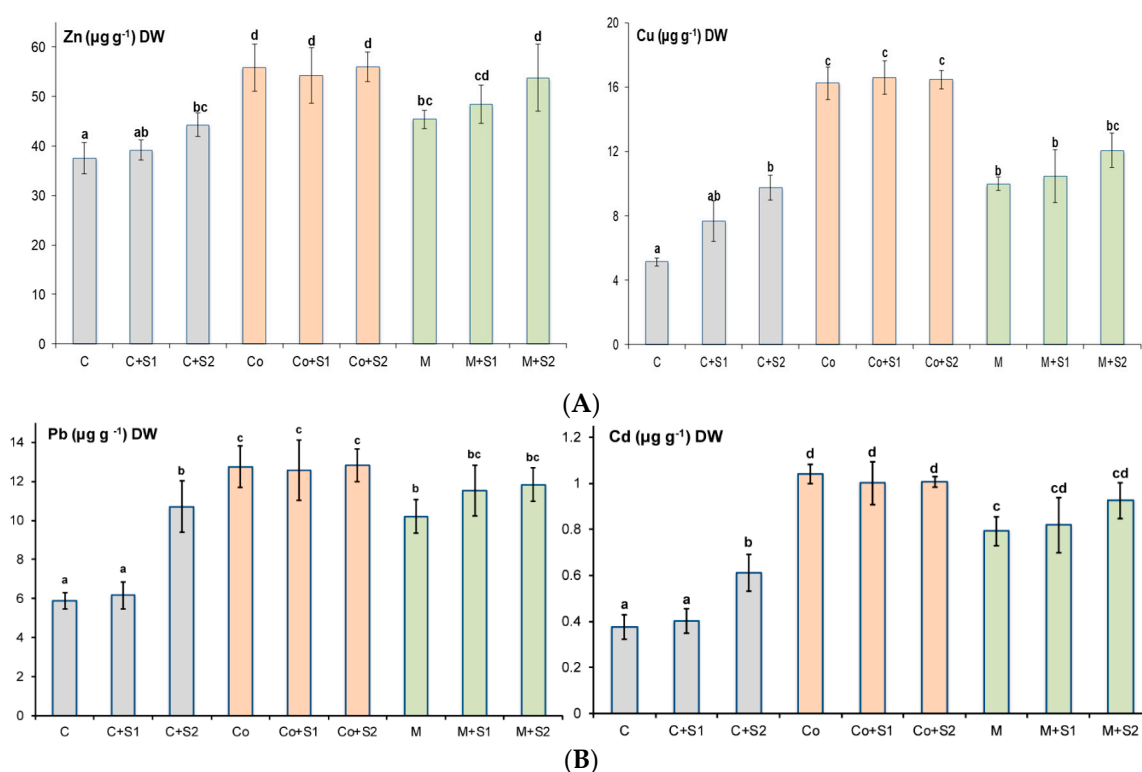 Zn (µg g⁻¹) DW
d d d d
cd
bc bc
a ab
60
50
40
30
20
10
0
C C+S1 C+S2 Co Co+S1 Co+S2 M M+S1 M+S2
Cu (µg g⁻¹) DW
c c c
bc
b b b
ab
a
20
16
12
8
4
0
C C+S1 C+S2 Co Co+S1 Co+S2 M M+S1 M+S2
(A)
Pb (µg g ⁻¹) DW
c c c
b b bc bc
a a
14
12
10
8
6
4
2
0
C C+S1 C+S2 Co Co+S1 Co+S2 M M+S1 M+S2
Cd (µg g⁻¹) DW
d d d
c cd cd
b
a a
1.2
1
0.8
0.6
0.4
0.2
0
C C+S1 C+S2 Co Co+S1 Co+S2 M M+S1 M+S2
(B)